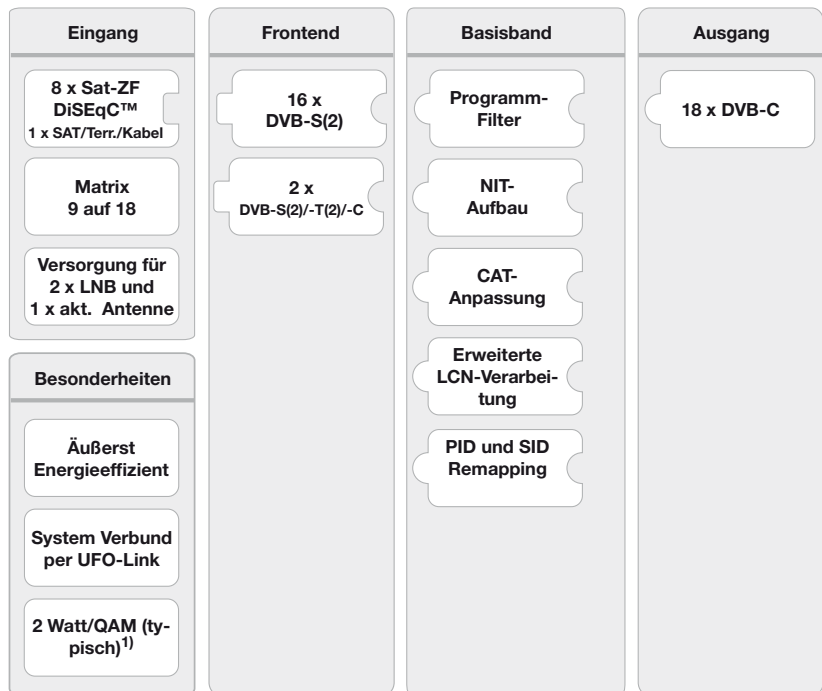 Eingang
8 x Sat-ZF
DiSEqC™
1 x SAT/Terr./Kabel
Matrix
9 auf 18
Versorgung für
2 x LNB und
1 x akt. Antenne
Besonderheiten
Äußerst
Energieeffizient
System Verbund
per UFO-Link
2 Watt/QAM (ty-
pisch)1)
Frontend
16 x
DVB-S(2)
2 x
DVB-S(2)/-T(2)/-C
Basisband
Programm-
Filter
NIT-
Aufbau
CAT-
Anpassung
Erweiterte
LCN-Verarbei-
tung
PID und SID
Remapping
Ausgang
18 x DVB-C